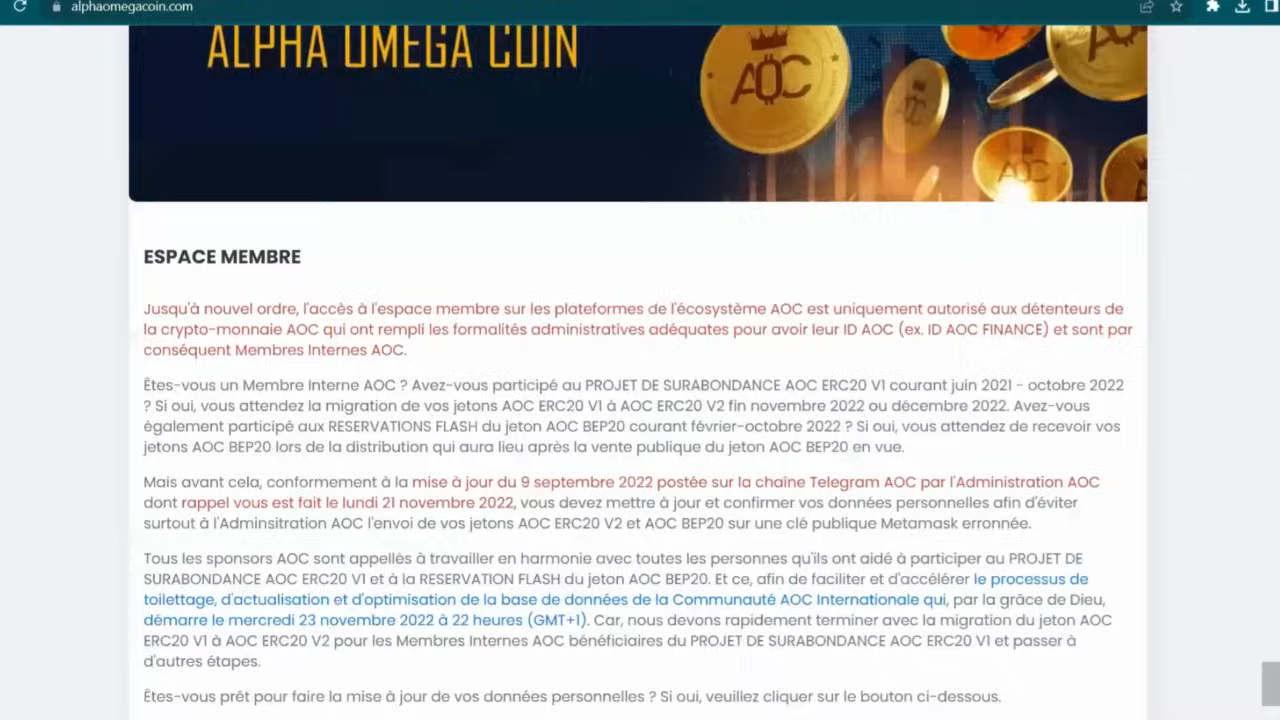 alphaomegacoin.com
ALPHA OMEGA COIN
AOC
AOC
AOC
ESPACE MEMBRE
Jusqu'à nouvel ordre, l'accès à l'espace membre sur les plateformes de l'écosystème AOC est uniquement autorisé aux détenteurs de
la crypto-monnaie AOC qui ont rempli les formalités administratives adéquates pour avoir leur ID AOC (ex. ID AOC FINANCE) et sont par
conséquent Membres Internes AOC.
Êtes-vous un Membre Interne AOC ? Avez-vous participé au PROJET DE SURABONDANCE AOC ERC20 V1 courant juin 2021 - octobre 2022
? Si oui, vous attendez la migration de vos jetons AOC ERC20 V1 à AOC ERC20 V2 fin novembre 2022 ou décembre 2022. Avez-vous
également participé aux RESERVATIONS FLASH du jeton AOC BEP20 courant février-octobre 2022 ? Si oui, vous attendez de recevoir vos
jetons AOC BEP20 lors de la distribution qui aura lieu après la vente publique du jeton AOC BEP20 en vue.
Mais avant cela, conformement à la mise à jour du 9 septembre 2022 postée sur la chaîne Telegram AOC par l'Administration AOC
dont rappel vous est fait le lundi 21 novembre 2022, vous devez mettre à jour et confirmer vos données personnelles afin d'éviter
surtout à l'Adminsitration AOC l'envoi de vos jetons AOC ERC20 V2 et AOC BEP20 sur une clé publique Metamask erronnée.
Tous les sponsors AOC sont appellés à travailler en harmonie avec toutes les personnes qu'ils ont aidé à participer au PROJET DE
SURABONDANCE AOC ERC20 V1 et à la RESERVATION FLASH du jeton AOC BEP20. Et ce, afin de faciliter et d'accélérer le processus de
toilettage, d'actualisation et d'optimisation de la base de données de la Communauté AOC Internationale qui, par la grâce de Dieu,
démarre le mercredi 23 novembre 2022 à 22 heures (GMT+1). Car, nous devons rapidement terminer avec la migration du jeton AOC
ERC20 V1 à AOC ERC20 V2 pour les Membres Internes AOC bénéficiaires du PROJET DE SURABONDANCE AOC ERC20 V1 et passer à
d'autres étapes.
Êtes-vous prêt pour faire la mise à jour de vos données personnelles ? Si oui, veuillez cliquer sur le bouton ci-dessous.